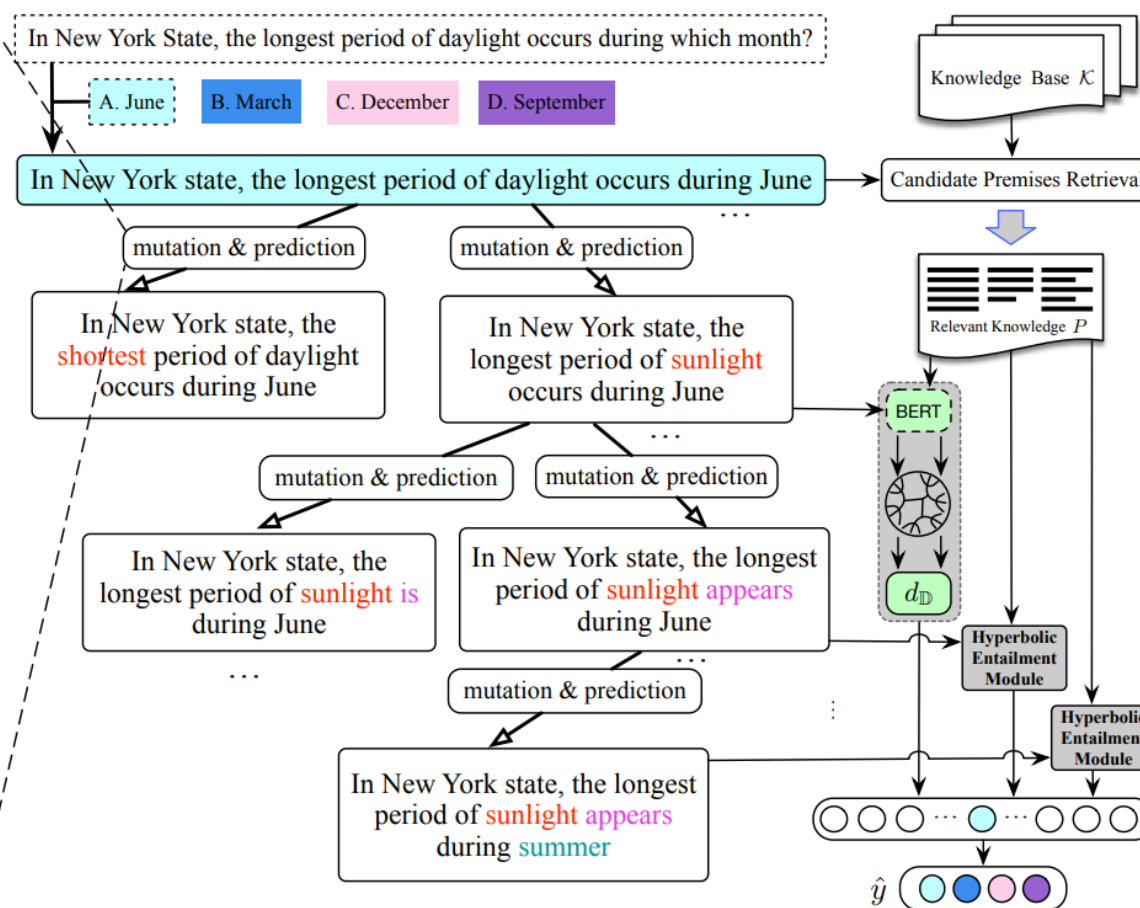 In New York State, the longest period of daylight occurs during which month?
A. June
B. March
C. December
D. September
Knowledge Base 𝒦
In New York state, the longest period of daylight occurs during June
Candidate Premises Retrieval
...
mutation & prediction
mutation & prediction
In New York state, the
shortest period of daylight
occurs during June
In New York state, the
longest period of sunlight
occurs during June
Relevant Knowledge P
BERT
...
mutation & prediction
mutation & prediction
In New York state, the
longest period of sunlight is
during June
In New York state, the longest
period of sunlight appears
during June
d𝔻
Hyperbolic
Entailment
Module
...
...
mutation & prediction
⋮
Hyperbolic
Entailment
Module
In New York state, the longest
period of sunlight appears
during summer
... ...
ŷ